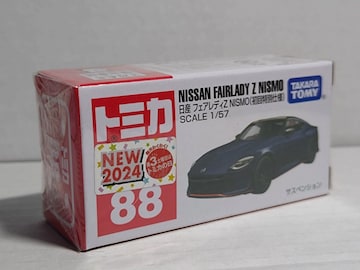 トミカ
NEW
2024
88
NISSAN FAIRLADY Z NISMO
日産 フェアレディZ NISMO(初回特別仕様)
SCALE 1/57
TAKARA
TOMY
サスペンション